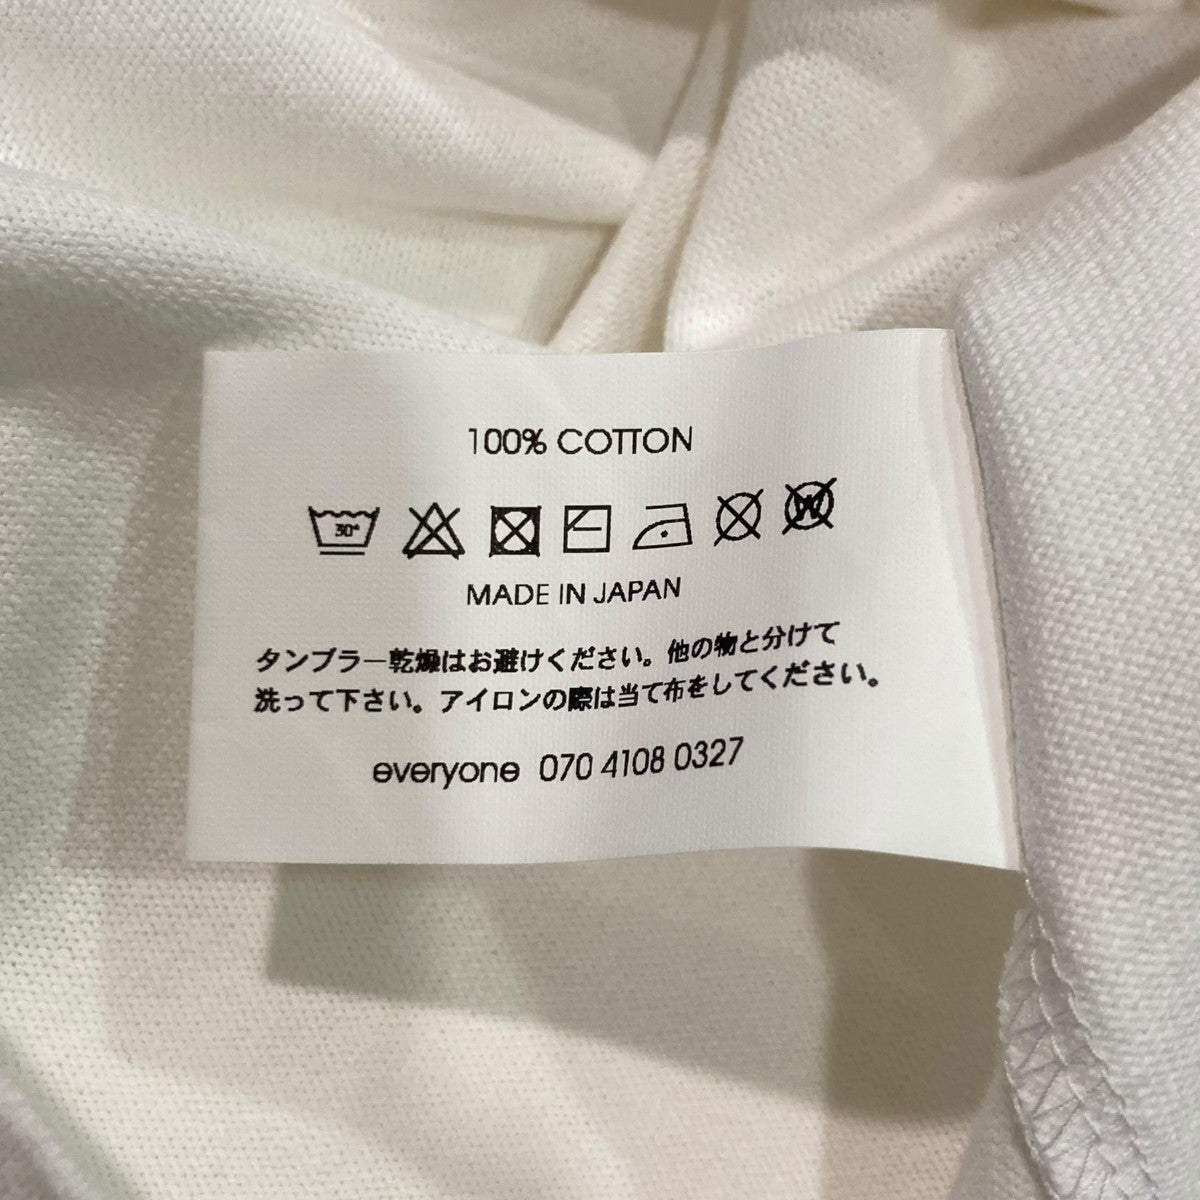 100% COTTON
30°
W
MADE IN JAPAN
タンブラー乾燥はお避けください。他の物と分けて
洗って下さい。アイロンの際は当て布をしてください。
everyone 070 4108 0327